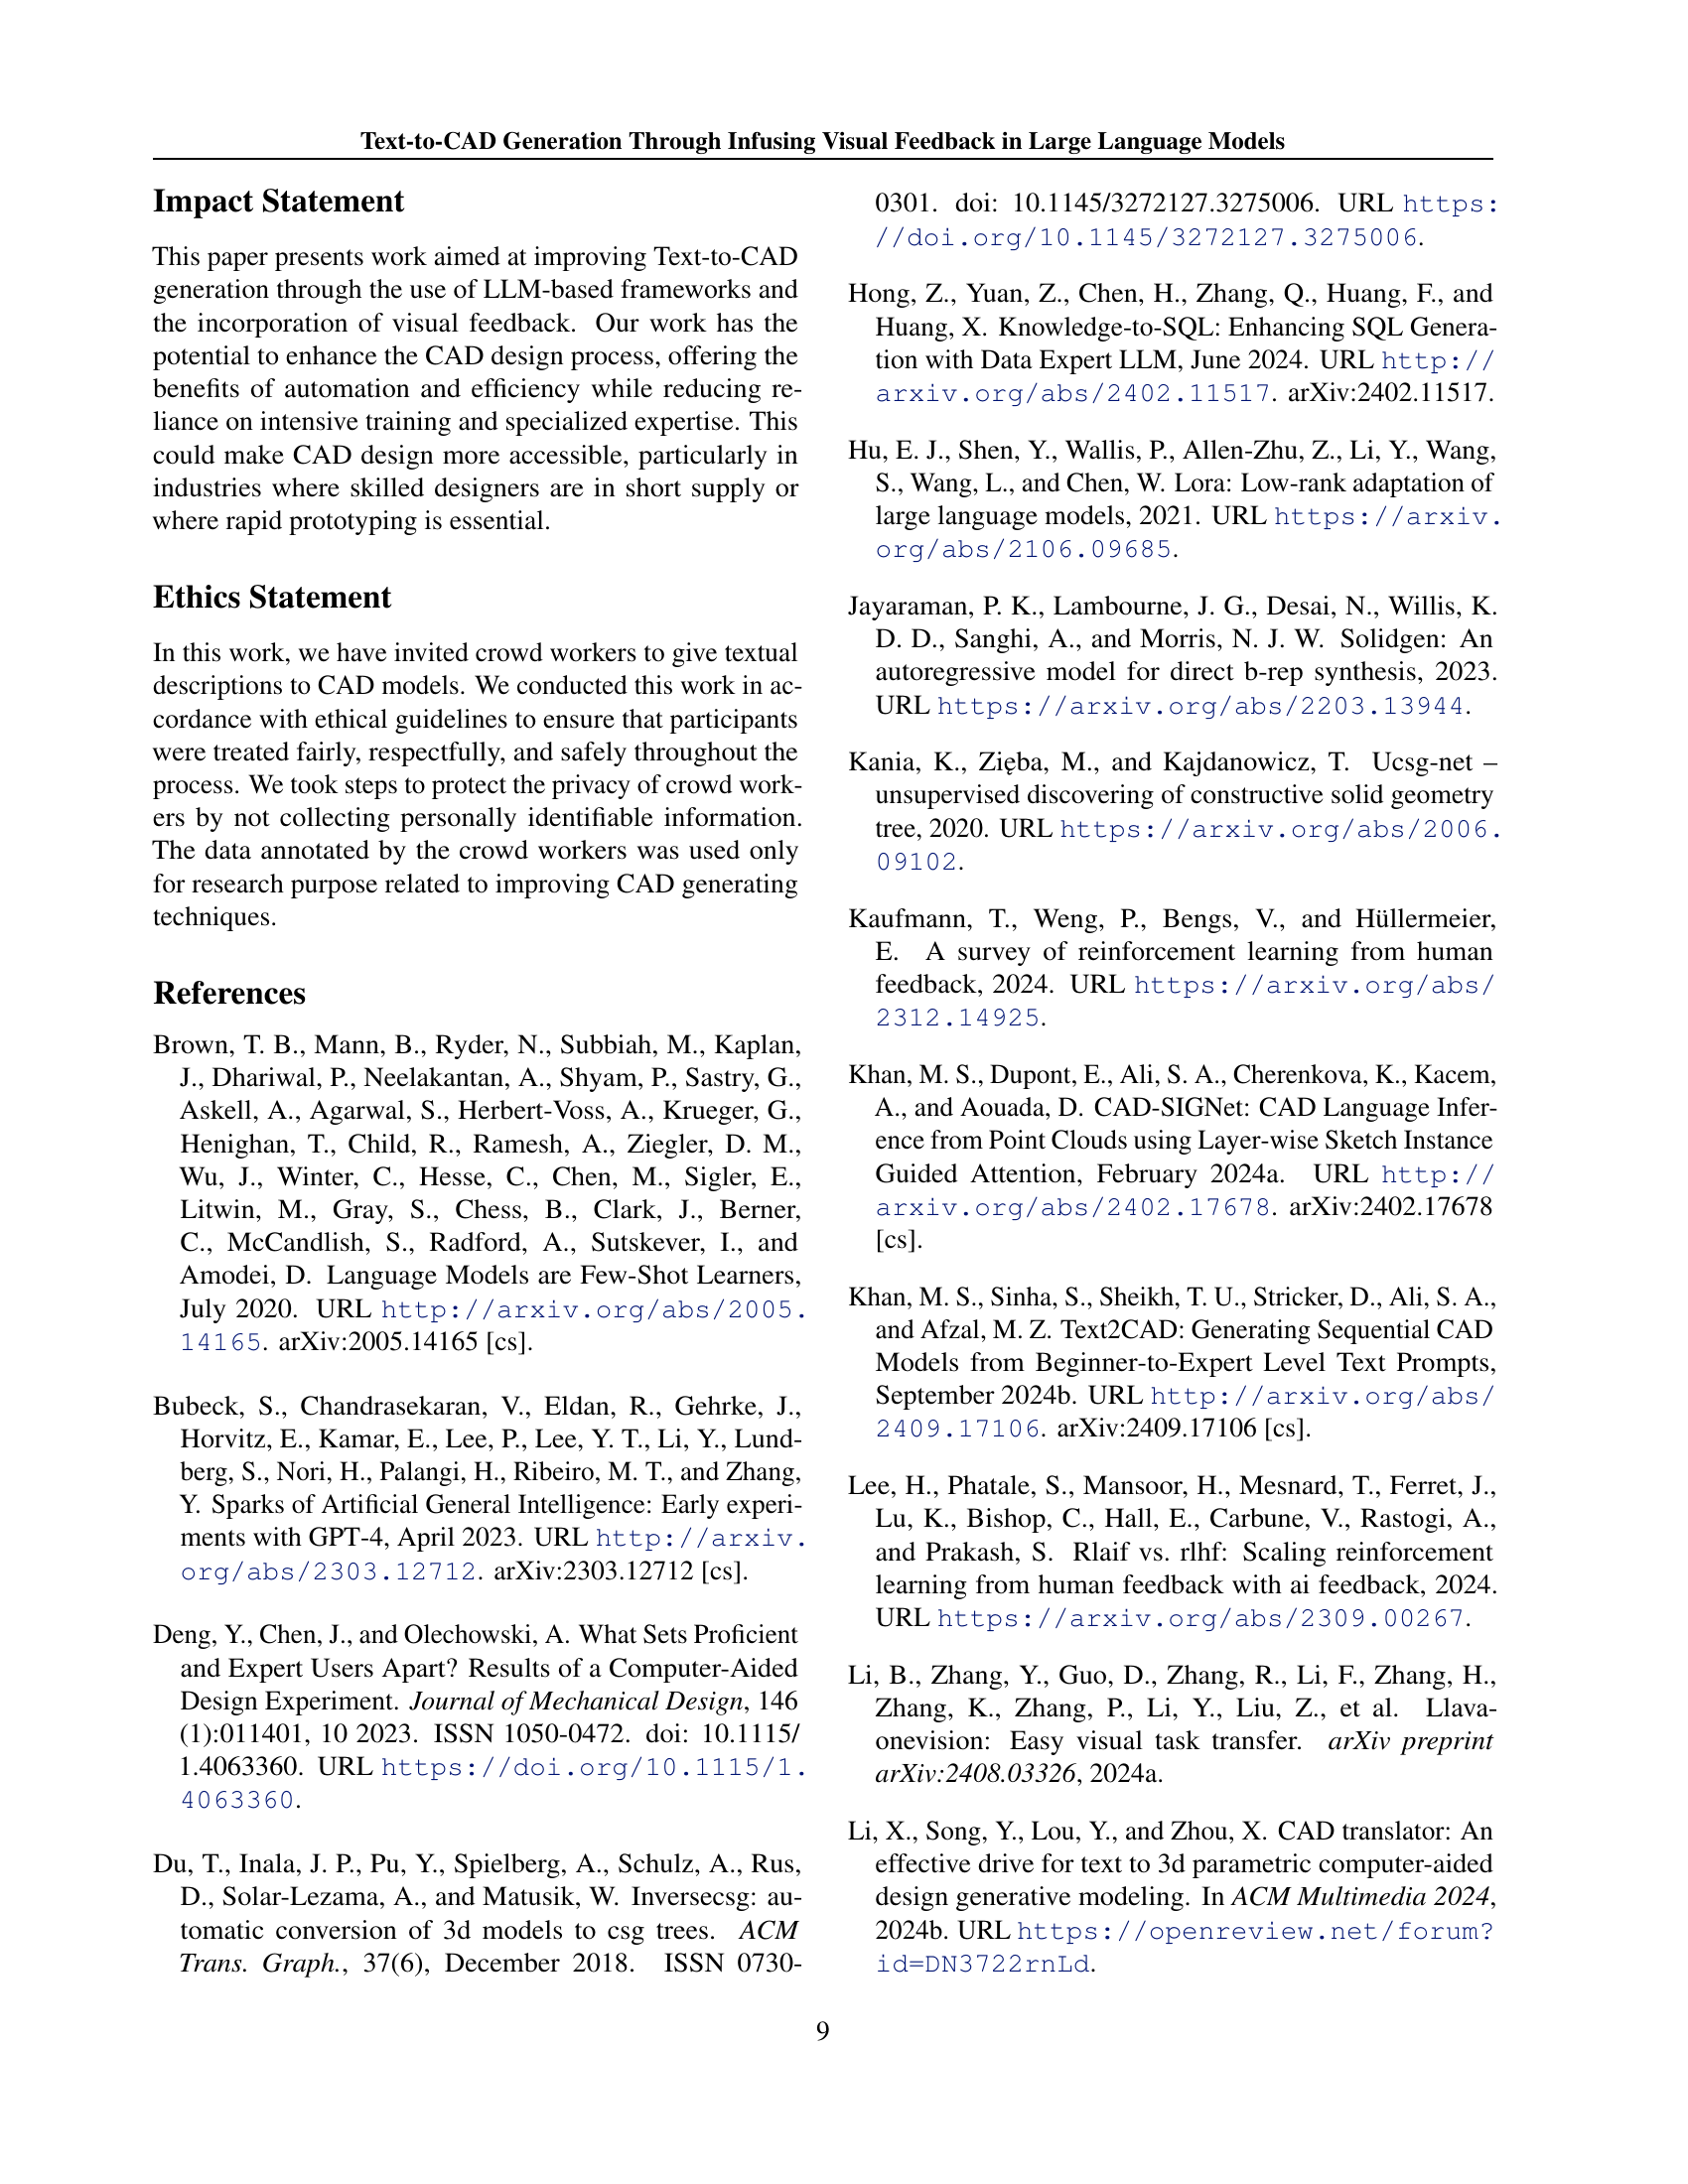 Text-to-CAD Generation Through Infusing Visual Feedback in Large Language Models
Impact Statement
This paper presents work aimed at improving Text-to-CAD
generation through the use of LLM-based frameworks and
the incorporation of visual feedback. Our work has the
potential to enhance the CAD design process, offering the
benefits of automation and efficiency while reducing re-
liance on intensive training and specialized expertise. This
could make CAD design more accessible, particularly in
industries where skilled designers are in short supply or
where rapid prototyping is essential.
Ethics Statement
In this work, we have invited crowd workers to give textual
descriptions to CAD models. We conducted this work in ac-
cordance with ethical guidelines to ensure that participants
were treated fairly, respectfully, and safely throughout the
process. We took steps to protect the privacy of crowd work-
ers by not collecting personally identifiable information.
The data annotated by the crowd workers was used only
for research purpose related to improving CAD generating
techniques.
References
Brown, T. B., Mann, B., Ryder, N., Subbiah, M., Kaplan,
J., Dhariwal, P., Neelakantan, A., Shyam, P., Sastry, G.,
Askell, A., Agarwal, S., Herbert-Voss, A., Krueger, G.,
Henighan, T., Child, R., Ramesh, A., Ziegler, D. M.,
Wu, J., Winter, C., Hesse, C., Chen, M., Sigler, E.,
Litwin, M., Gray, S., Chess, B., Clark, J., Berner,
C., McCandlish, S., Radford, A., Sutskever, I., and
Amodei, D. Language Models are Few-Shot Learners,
July 2020. URL http://arxiv.org/abs/2005.
14165. arXiv:2005.14165 [cs].
Bubeck, S., Chandrasekaran, V., Eldan, R., Gehrke, J.,
Horvitz, E., Kamar, E., Lee, P., Lee, Y. T., Li, Y., Lund-
berg, S., Nori, H., Palangi, H., Ribeiro, M. T., and Zhang,
Y. Sparks of Artificial General Intelligence: Early experi-
ments with GPT-4, April 2023. URL http://arxiv.
org/abs/2303.12712. arXiv:2303.12712 [cs].
Deng, Y., Chen, J., and Olechowski, A. What Sets Proficient
and Expert Users Apart? Results of a Computer-Aided
Design Experiment. Journal of Mechanical Design, 146
(1):011401, 10 2023. ISSN 1050-0472. doi: 10.1115/
1.4063360. URL https://doi.org/10.1115/1.
4063360.
Du, T., Inala, J. P., Pu, Y., Spielberg, A., Schulz, A., Rus,
D., Solar-Lezama, A., and Matusik, W. Inversecsg: au-
tomatic conversion of 3d models to csg trees. ACM
Trans. Graph., 37(6), December 2018. ISSN 0730-
0301. doi: 10.1145/3272127.3275006. URL https:
//doi.org/10.1145/3272127.3275006.
Hong, Z., Yuan, Z., Chen, H., Zhang, Q., Huang, F., and
Huang, X. Knowledge-to-SQL: Enhancing SQL Genera-
tion with Data Expert LLM, June 2024. URL http://
arxiv.org/abs/2402.11517. arXiv:2402.11517.
Hu, E. J., Shen, Y., Wallis, P., Allen-Zhu, Z., Li, Y., Wang,
S., Wang, L., and Chen, W. Lora: Low-rank adaptation of
large language models, 2021. URL https://arxiv.
org/abs/2106.09685.
Jayaraman, P. K., Lambourne, J. G., Desai, N., Willis, K.
D. D., Sanghi, A., and Morris, N. J. W. Solidgen: An
autoregressive model for direct b-rep synthesis, 2023.
URL https://arxiv.org/abs/2203.13944.
Kania, K., Zięba, M., and Kajdanowicz, T. Ucsg-net –
unsupervised discovering of constructive solid geometry
tree, 2020. URL https://arxiv.org/abs/2006.
09102.
Kaufmann, T., Weng, P., Bengs, V., and Hüllermeier,
E. A survey of reinforcement learning from human
feedback, 2024. URL https://arxiv.org/abs/
2312.14925.
Khan, M. S., Dupont, E., Ali, S. A., Cherenkova, K., Kacem,
A., and Aouada, D. CAD-SIGNet: CAD Language Infer-
ence from Point Clouds using Layer-wise Sketch Instance
Guided Attention, February 2024a. URL http://
arxiv.org/abs/2402.17678. arXiv:2402.17678
[cs].
Khan, M. S., Sinha, S., Sheikh, T. U., Stricker, D., Ali, S. A.,
and Afzal, M. Z. Text2CAD: Generating Sequential CAD
Models from Beginner-to-Expert Level Text Prompts,
September 2024b. URL http://arxiv.org/abs/
2409.17106. arXiv:2409.17106 [cs].
Lee, H., Phatale, S., Mansoor, H., Mesnard, T., Ferret, J.,
Lu, K., Bishop, C., Hall, E., Carbune, V., Rastogi, A.,
and Prakash, S. Rlaif vs. rlhf: Scaling reinforcement
learning from human feedback with ai feedback, 2024.
URL https://arxiv.org/abs/2309.00267.
Li, B., Zhang, Y., Guo, D., Zhang, R., Li, F., Zhang, H.,
Zhang, K., Zhang, P., Li, Y., Liu, Z., et al. Llava-
onevision: Easy visual task transfer. arXiv preprint
arXiv:2408.03326, 2024a.
Li, X., Song, Y., Lou, Y., and Zhou, X. CAD translator: An
effective drive for text to 3d parametric computer-aided
design generative modeling. In ACM Multimedia 2024,
2024b. URL https://openreview.net/forum?
id=DN3722rnLd.
9